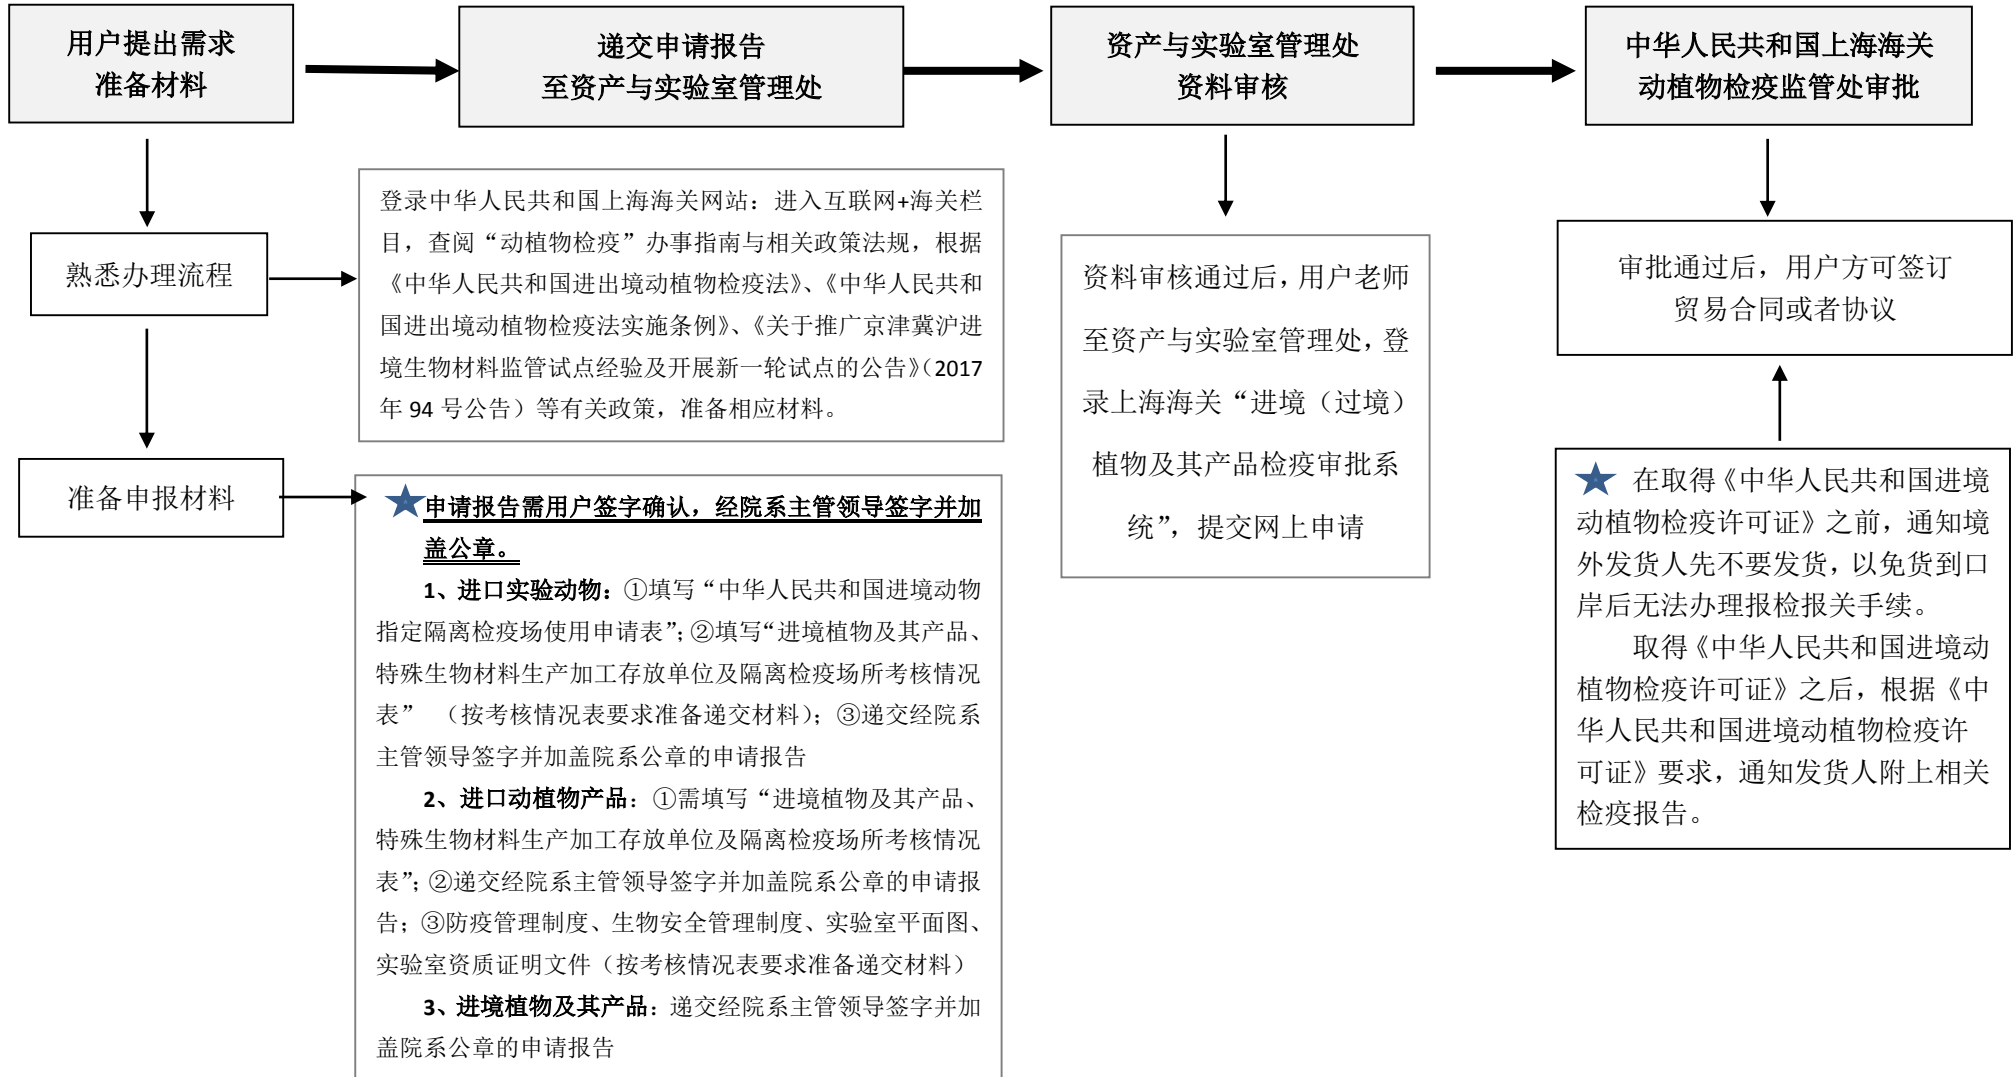 用户提出需求
准备材料
递交申请报告
至资产与实验室管理处
资产与实验室管理处
资料审核
中华人民共和国上海海关
动植物检疫监管处审批
熟悉办理流程
登录中华人民共和国上海海关网站：进入互联网+海关栏
目，查阅“动植物检疫”办事指南与相关政策法规，根据
《中华人民共和国进出境动植物检疫法》、《中华人民共和
国进出境动植物检疫法实施条例》、《关于推广京津冀沪进
境生物材料监管试点经验及开展新一轮试点的公告》（2017
年 94 号公告）等有关政策，准备相应材料。
准备申报材料
申请报告需用户签字确认，经院系主管领导签字并加
盖公章。
1、进口实验动物：①填写“中华人民共和国进境动物
指定隔离检疫场使用申请表”；②填写“进境植物及其产品、
特殊生物材料生产加工存放单位及隔离检疫场所考核情况
表” （按考核情况表要求准备递交材料）；③递交经院系
主管领导签字并加盖院系公章的申请报告
2、进口动植物产品：①需填写“进境植物及其产品、
特殊生物材料生产加工存放单位及隔离检疫场所考核情况
表”；②递交经院系主管领导签字并加盖院系公章的申请报
告；③防疫管理制度、生物安全管理制度、实验室平面图、
实验室资质证明文件（按考核情况表要求准备递交材料）
3、进境植物及其产品：递交经院系主管领导签字并加
盖院系公章的申请报告
资料审核通过后，用户老师
至资产与实验室管理处，登
录上海海关“进境（过境）
植物及其产品检疫审批系
统”，提交网上申请
审批通过后，用户方可签订
贸易合同或者协议
在取得《中华人民共和国进境
动植物检疫许可证》之前，通知境
外发货人先不要发货，以免货到口
岸后无法办理报检报关手续。
取得《中华人民共和国进境动
植物检疫许可证》之后，根据《中
华人民共和国进境动植物检疫许
可证》要求，通知发货人附上相关
检疫报告。